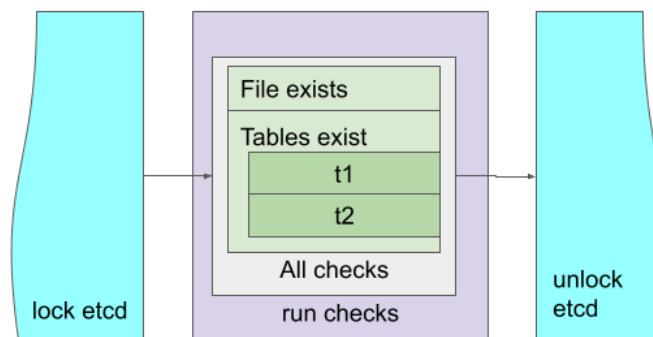 File exists
Tables exist
t1
t2
All checks
run checks
lock etcd
unlock
etcd